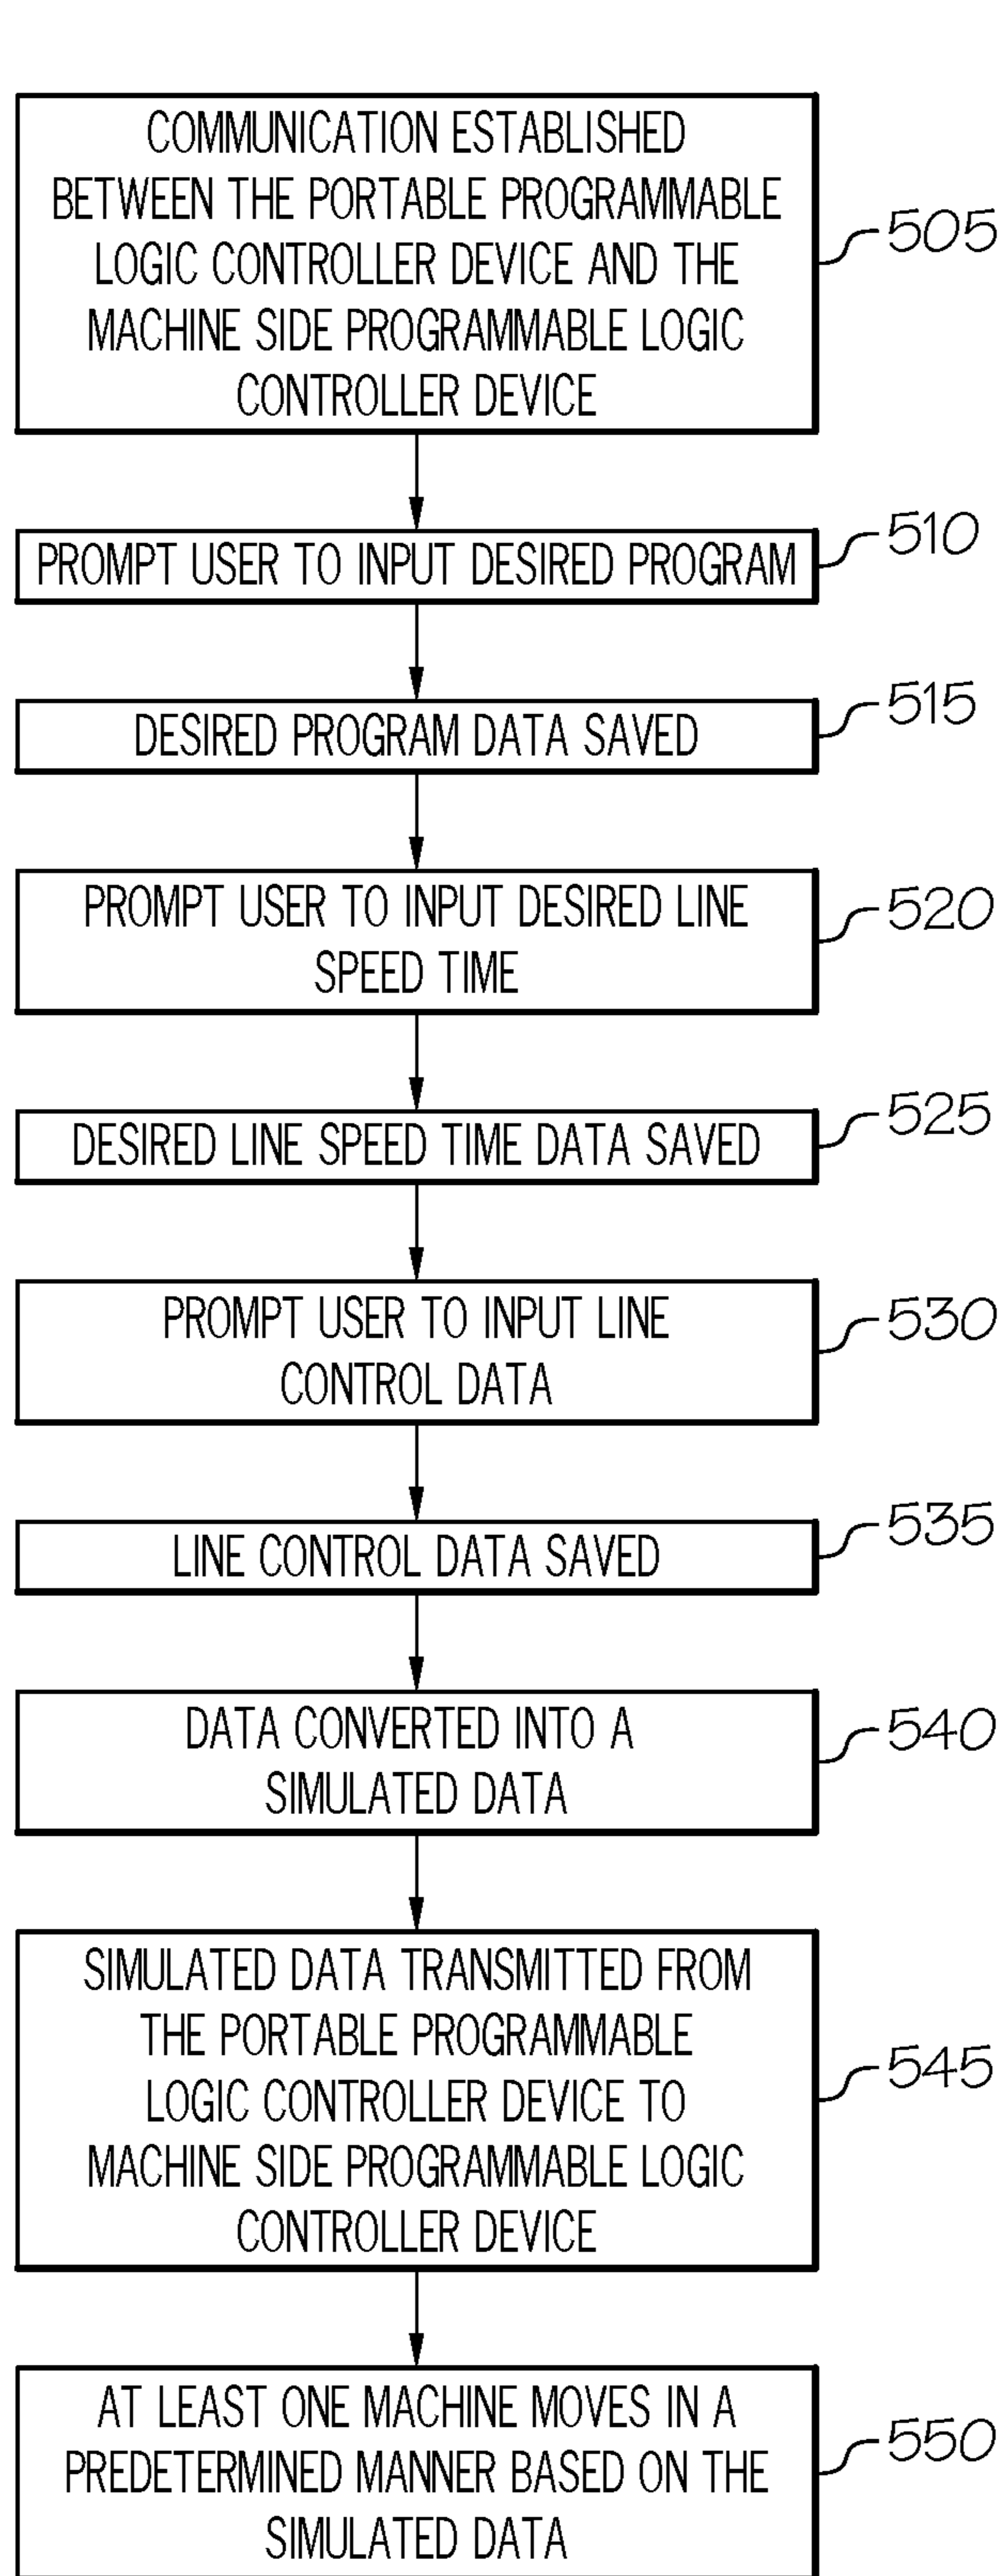 COMMUNICATION ESTABLISHED
BETWEEN THE PORTABLE PROGRAMMABLE
LOGIC CONTROLLER DEVICE AND THE
MACHINE SIDE PROGRAMMABLE LOGIC
CONTROLLER DEVICE
505
PROMPT USER TO INPUT DESIRED PROGRAM
510
DESIRED PROGRAM DATA SAVED
515
PROMPT USER TO INPUT DESIRED LINE
SPEED TIME
520
DESIRED LINE SPEED TIME DATA SAVED
525
PROMPT USER TO INPUT LINE
CONTROL DATA
530
LINE CONTROL DATA SAVED
535
DATA CONVERTED INTO A
SIMULATED DATA
540
SIMULATED DATA TRANSMITTED FROM
THE PORTABLE PROGRAMMABLE
LOGIC CONTROLLER DEVICE TO
MACHINE SIDE PROGRAMMABLE LOGIC
CONTROLLER DEVICE
545
AT LEAST ONE MACHINE MOVES IN A
PREDETERMINED MANNER BASED ON THE
SIMULATED DATA
550